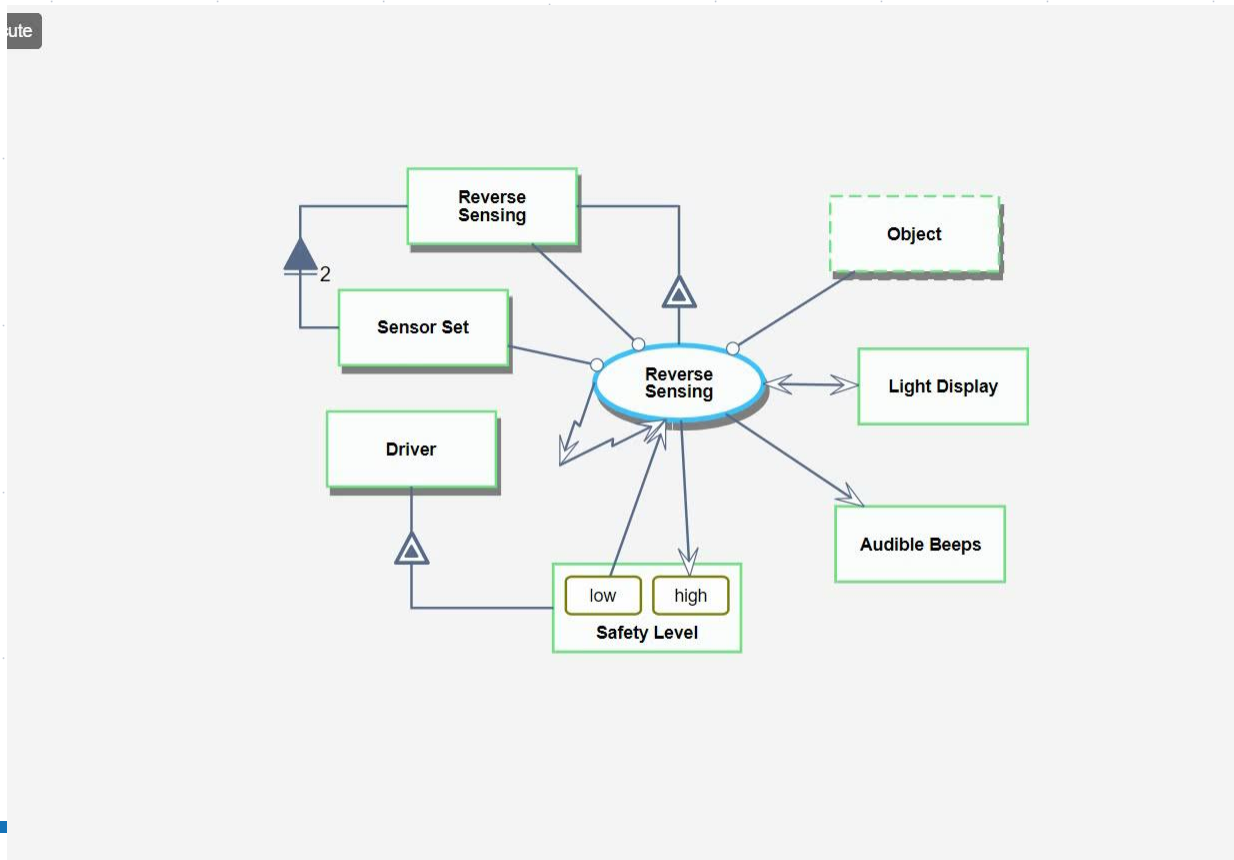 ute
Reverse
Sensing
Object
2
Sensor Set
Reverse
Sensing
Light Display
Driver
Audible Beeps
low
high
Safety Level